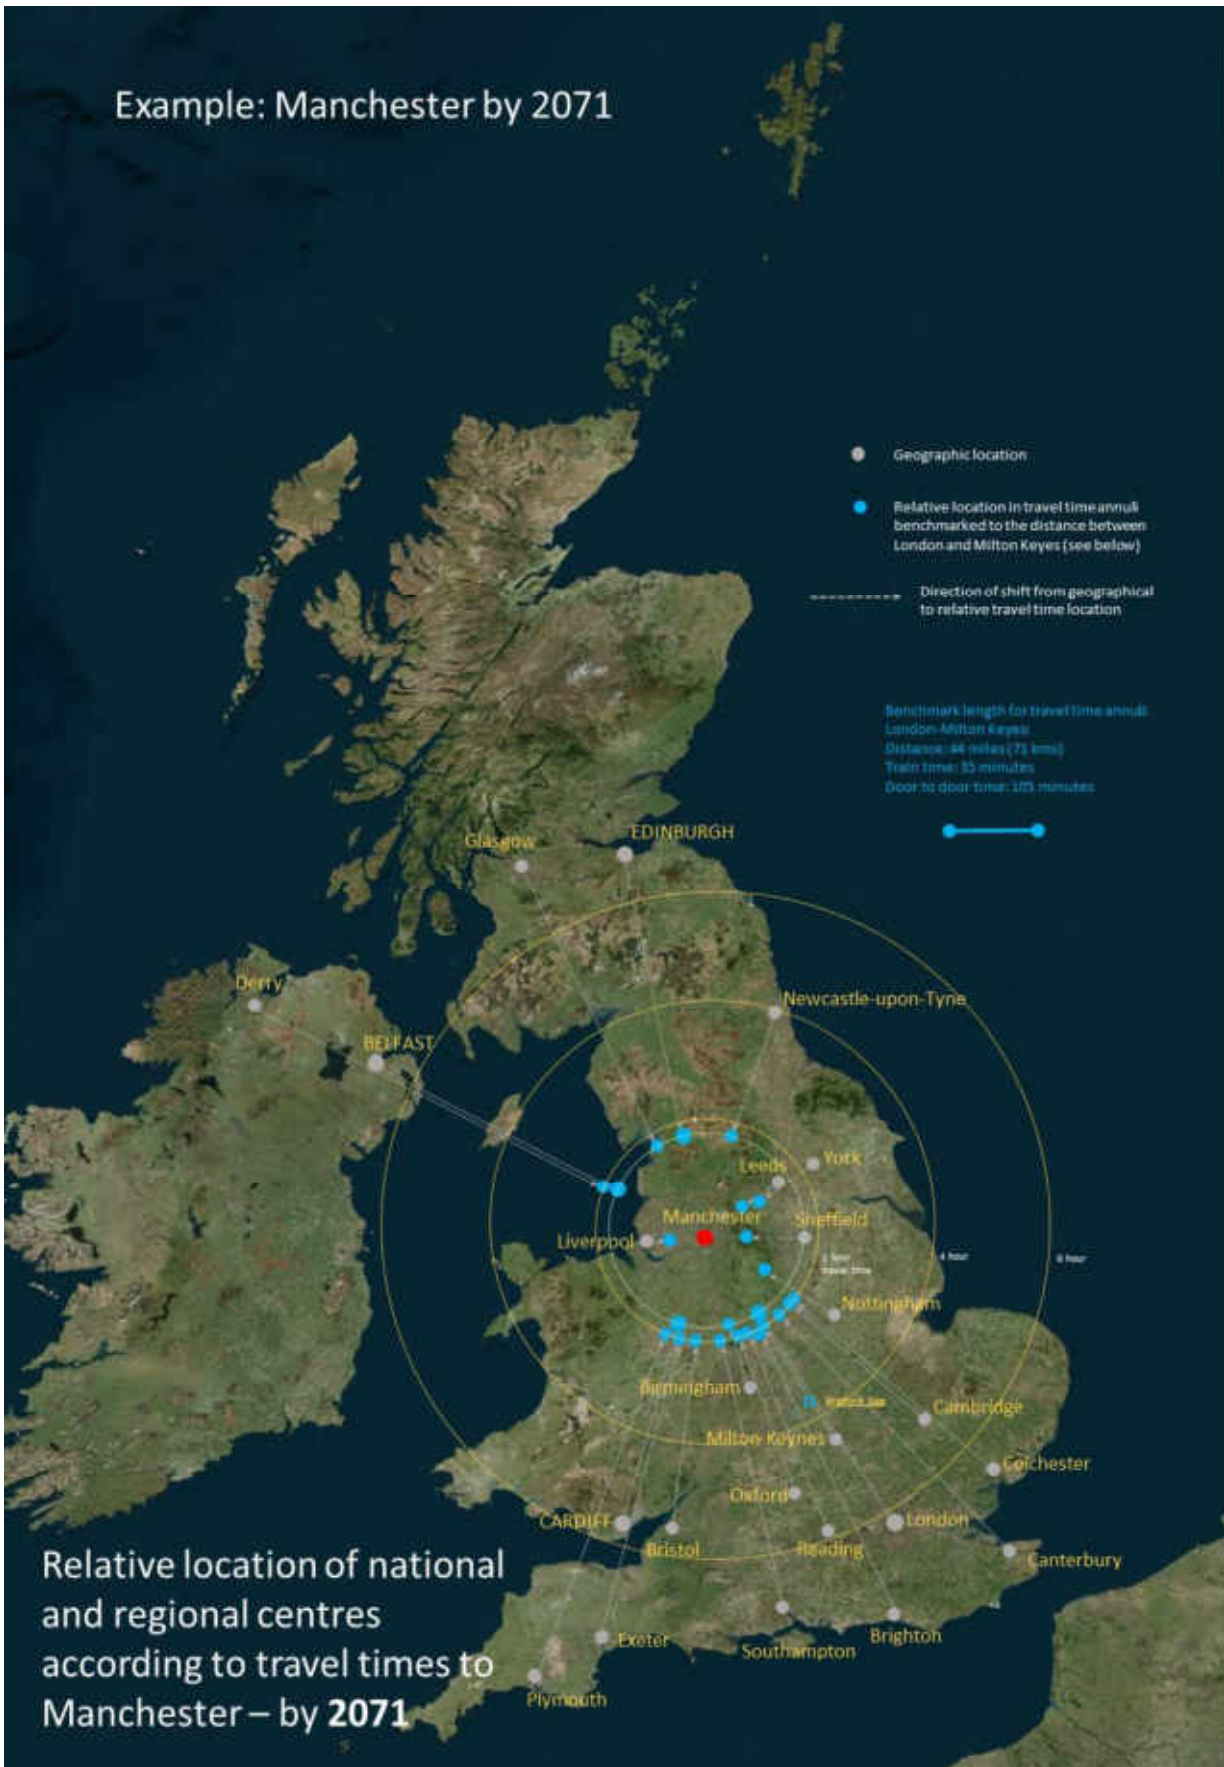 Example: Manchester by 2071
Geographic location
Relative location in travel time annuli
benchmarked to the distance between
London and Milton Keyes (see below)
Direction of shift from geographical
to relative travel time location
Benchmark length for travel time annuli
London-Milton Keyes:
Distance: 44 miles (71 kms)
Train time: 35 minutes
Door to door time: 105 minutes
Glasgow
EDINBURGH
Derry
BELFAST
Newcastle-upon-Tyne
Leeds
York
Manchester
Sheffield
Liverpool
travel time
4 hour
6 hour
Nottingham
Birmingham
Cambridge
Milton Keynes
Colchester
Oxford
CARDIFF
London
Bristol
Reading
Canterbury
Exeter
Southampton
Brighton
Plymouth
Relative location of national
and regional centres
according to travel times to
Manchester – by 2071